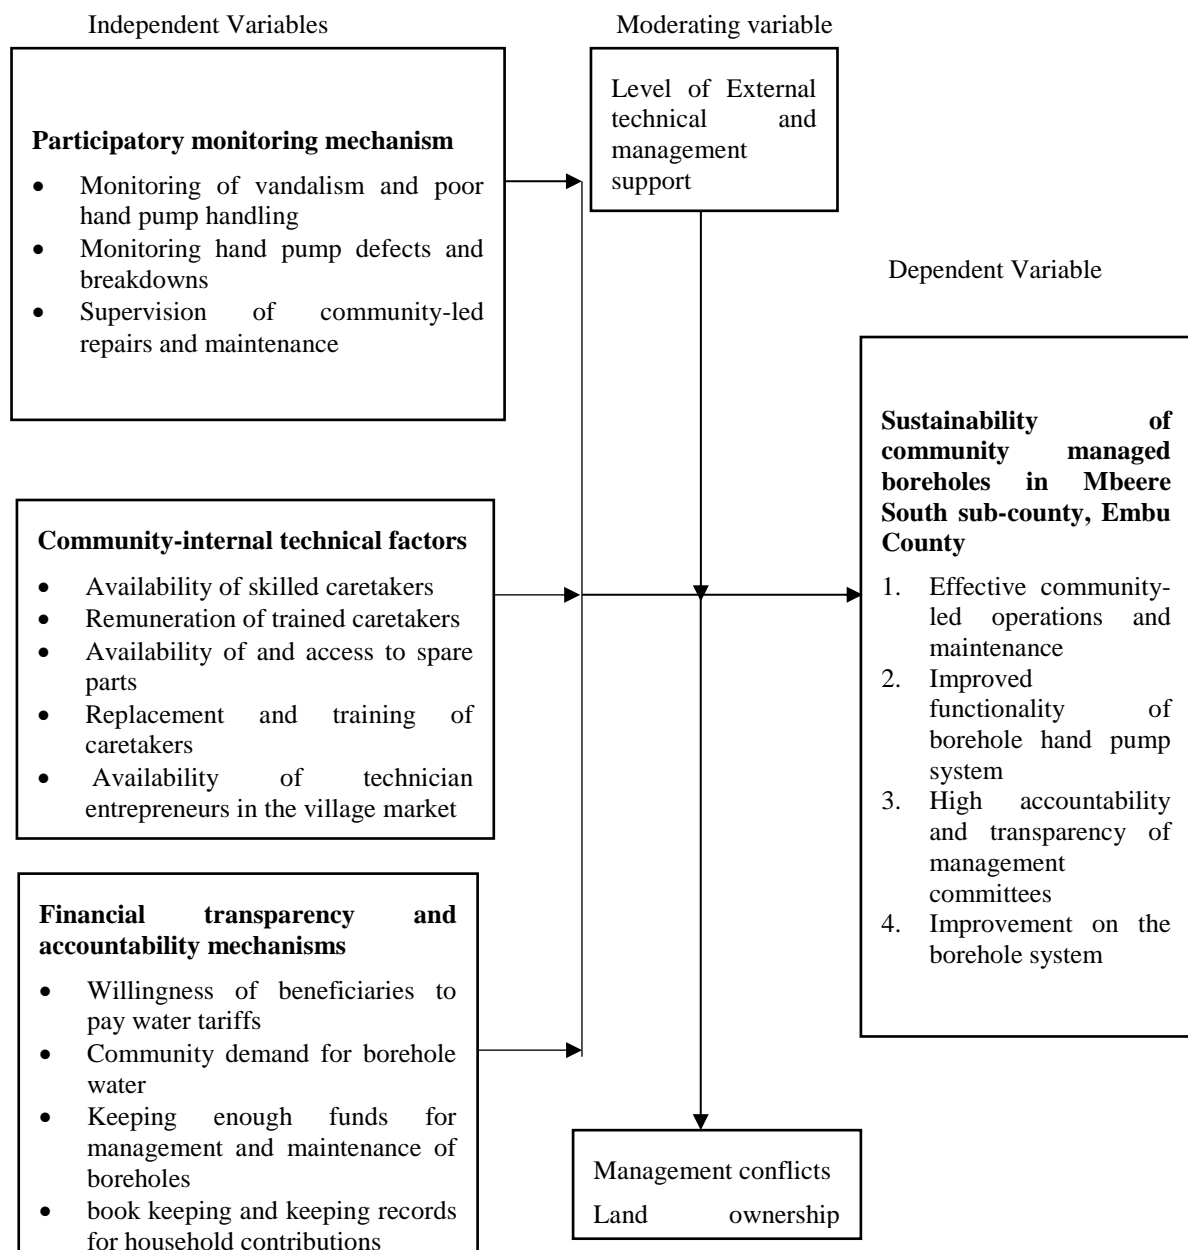 Independent Variables
Moderating variable
Participatory monitoring mechanism
• Monitoring of vandalism and poor
hand pump handling
• Monitoring hand pump defects and
breakdowns
• Supervision of community-led
repairs and maintenance
Level of External
technical and
management
support
Dependent Variable
Community-internal technical factors
• Availability of skilled caretakers
• Remuneration of trained caretakers
• Availability of and access to spare
parts
• Replacement and training of
caretakers
• Availability of technician
entrepreneurs in the village market
Sustainability of
community managed
boreholes in Mbeere
South sub-county, Embu
County
1. Effective community-
led operations and
maintenance
2. Improved
functionality of
borehole hand pump
system
3. High accountability
and transparency of
management
committees
4. Improvement on the
borehole system
Financial transparency and
accountability mechanisms
• Willingness of beneficiaries to
pay water tariffs
• Community demand for borehole
water
• Keeping enough funds for
management and maintenance of
boreholes
• book keeping and keeping records
for household contributions
Management conflicts
Land ownership